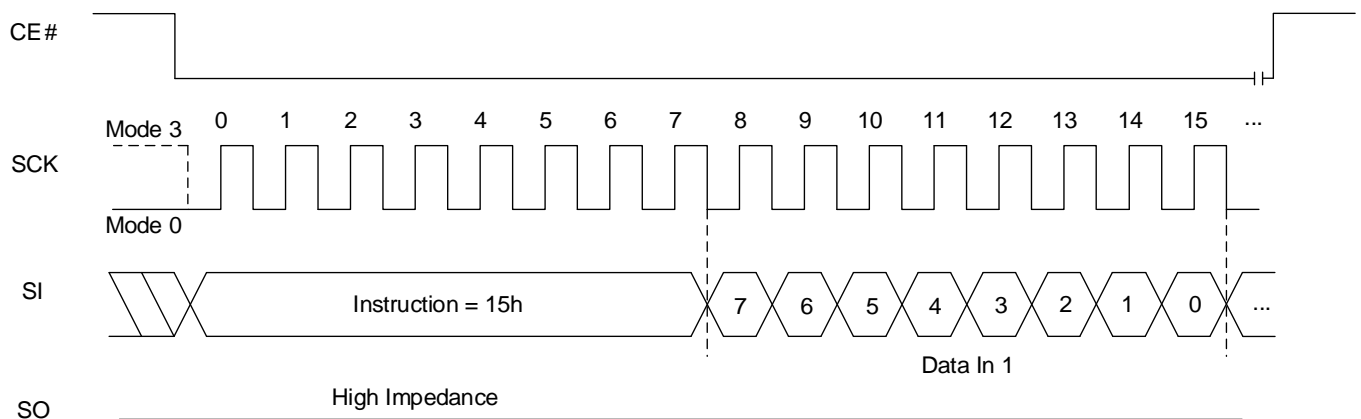 CE#
Mode 3 0 1 2 3 4 5 6 7 8 9 10 11 12 13 14 15 ...
SCK
Mode 0
SI Instruction = 15h 7 6 5 4 3 2 1 0 ...
Data In 1
High Impedance
SO